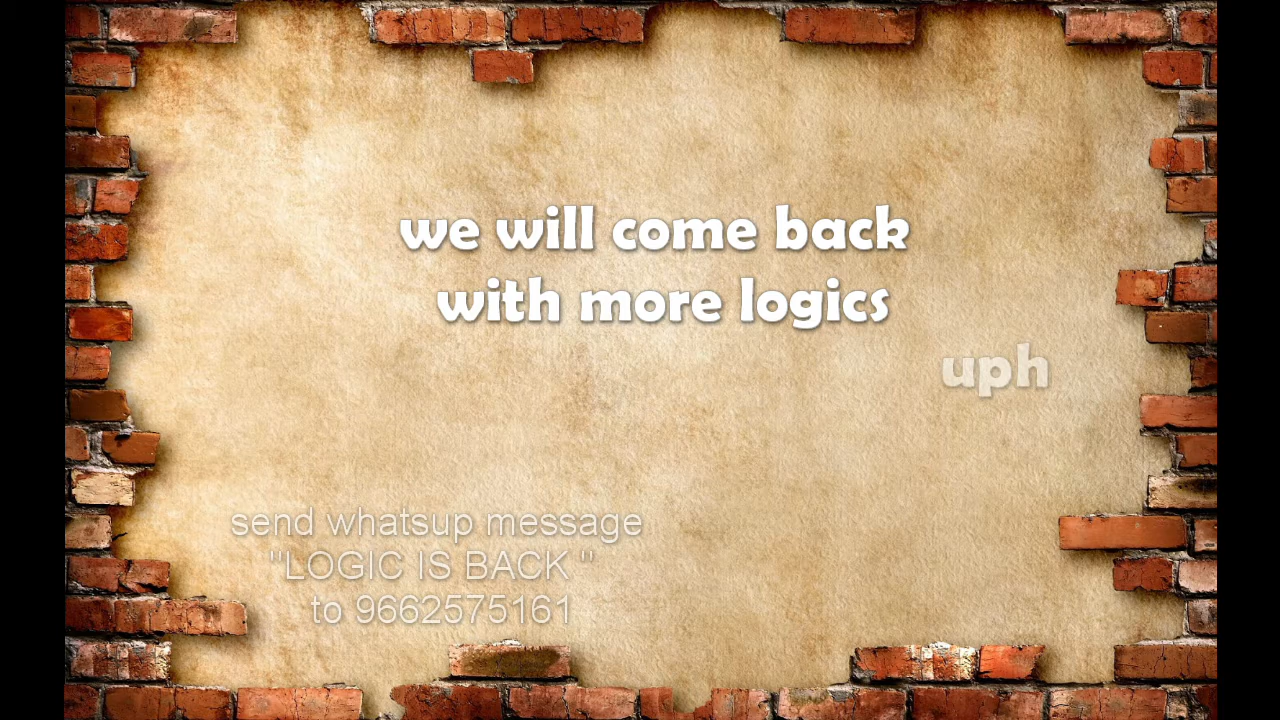 we will come back
with more logics
uph
send whatsup message
"LOGIC IS BACK "
to 9662575161